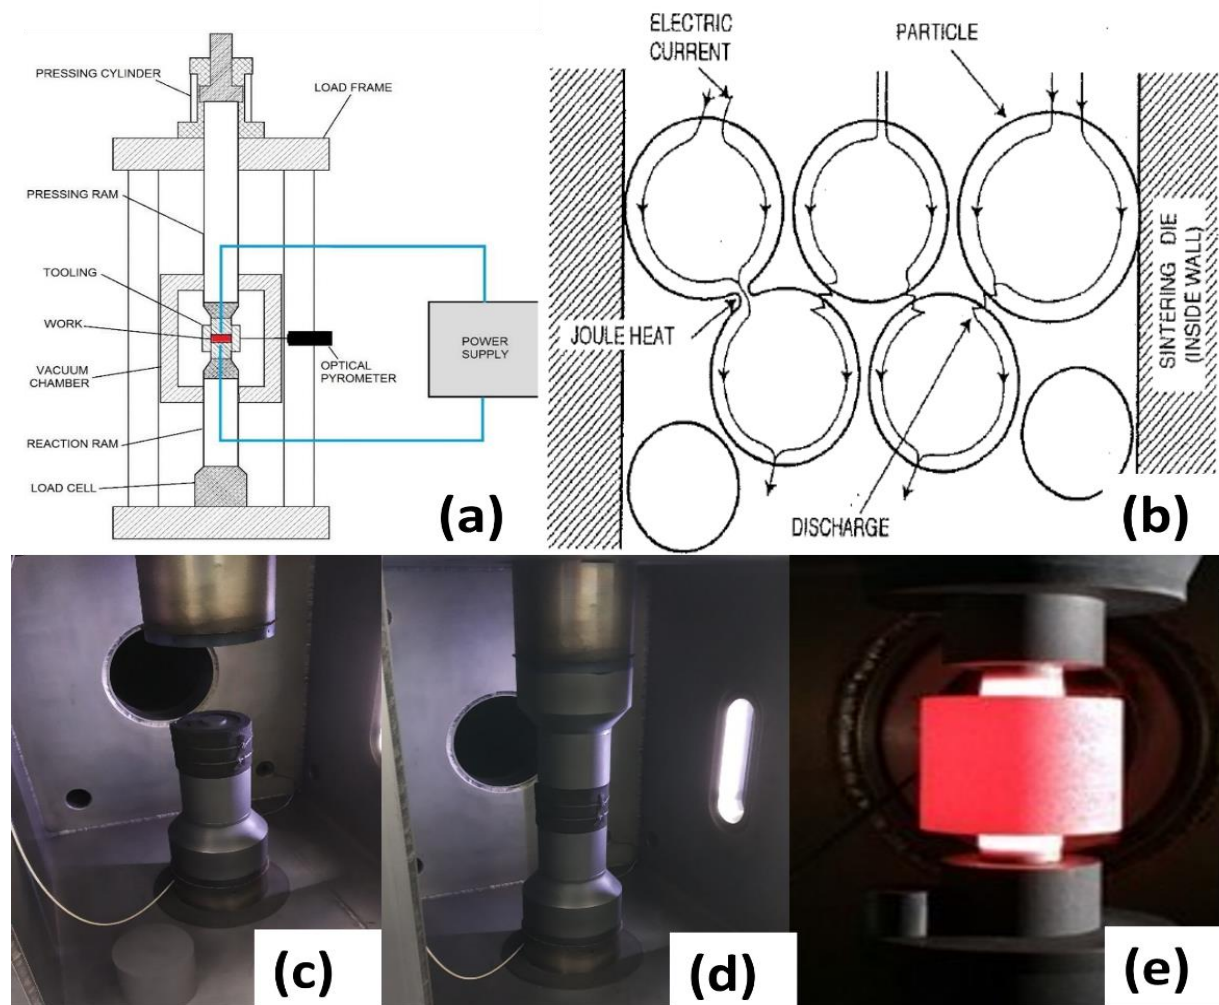 PRESSING CYLINDER
LOAD FRAME
PRESSING RAM
TOOLING
WORK
VACUUM
CHAMBER
OPTICAL
PYROMETER
POWER
SUPPLY
REACTION RAM
LOAD CELL
(a)
ELECTRIC
CURRENT
PARTICLE
JOULE HEAT
DISCHARGE
SINTERING DIE
(INSIDE WALL)
(b)
(c)
(d)
(e)